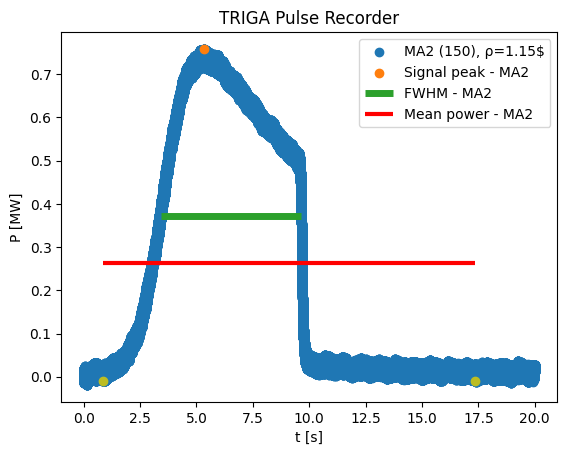 TRIGA Pulse Recorder
MA2 (150), ρ=1.15$
Signal peak - MA2
FWHM - MA2
Mean power - MA2
P [MW]
0.7
0.6
0.5
0.4
0.3
0.2
0.1
0.0
0.0 2.5 5.0 7.5 10.0 12.5 15.0 17.5 20.0
t [s]